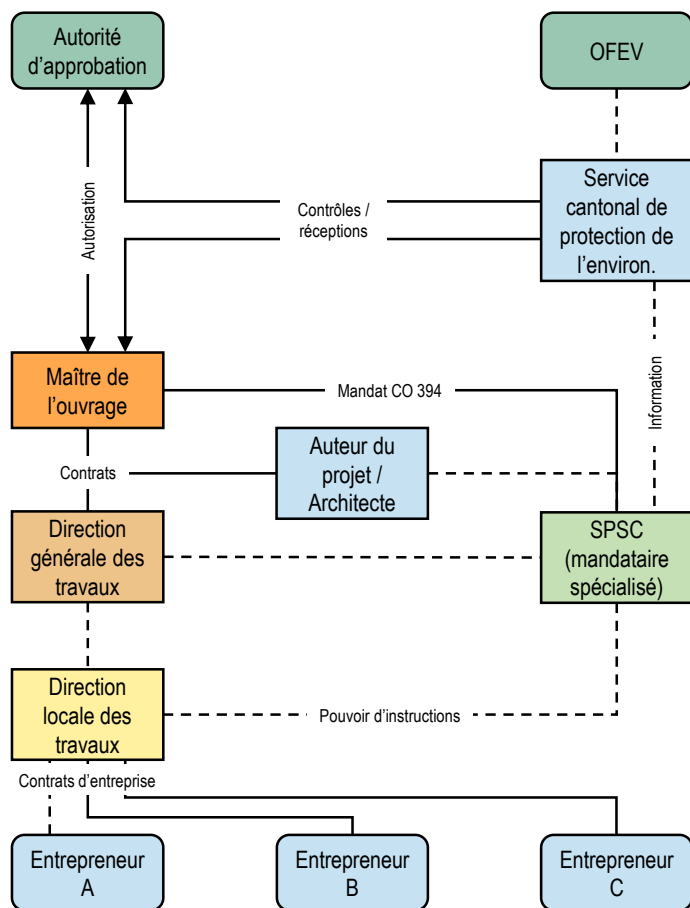 Autorité
d’approbation
OFEV
Service
cantonal de
protection de
l’environ.
Autorisation
Contrôles /
réceptions
Maître de
l’ouvrage
Mandat CO 394
Information
Auteur du
projet /
Architecte
Contrats
Direction
générale des
travaux
SPSC
(mandataire
spécialisé)
Direction
locale des
travaux
Pouvoir d’instructions
Contrats d’entreprise
Entrepreneur
A
Entrepreneur
B
Entrepreneur
C